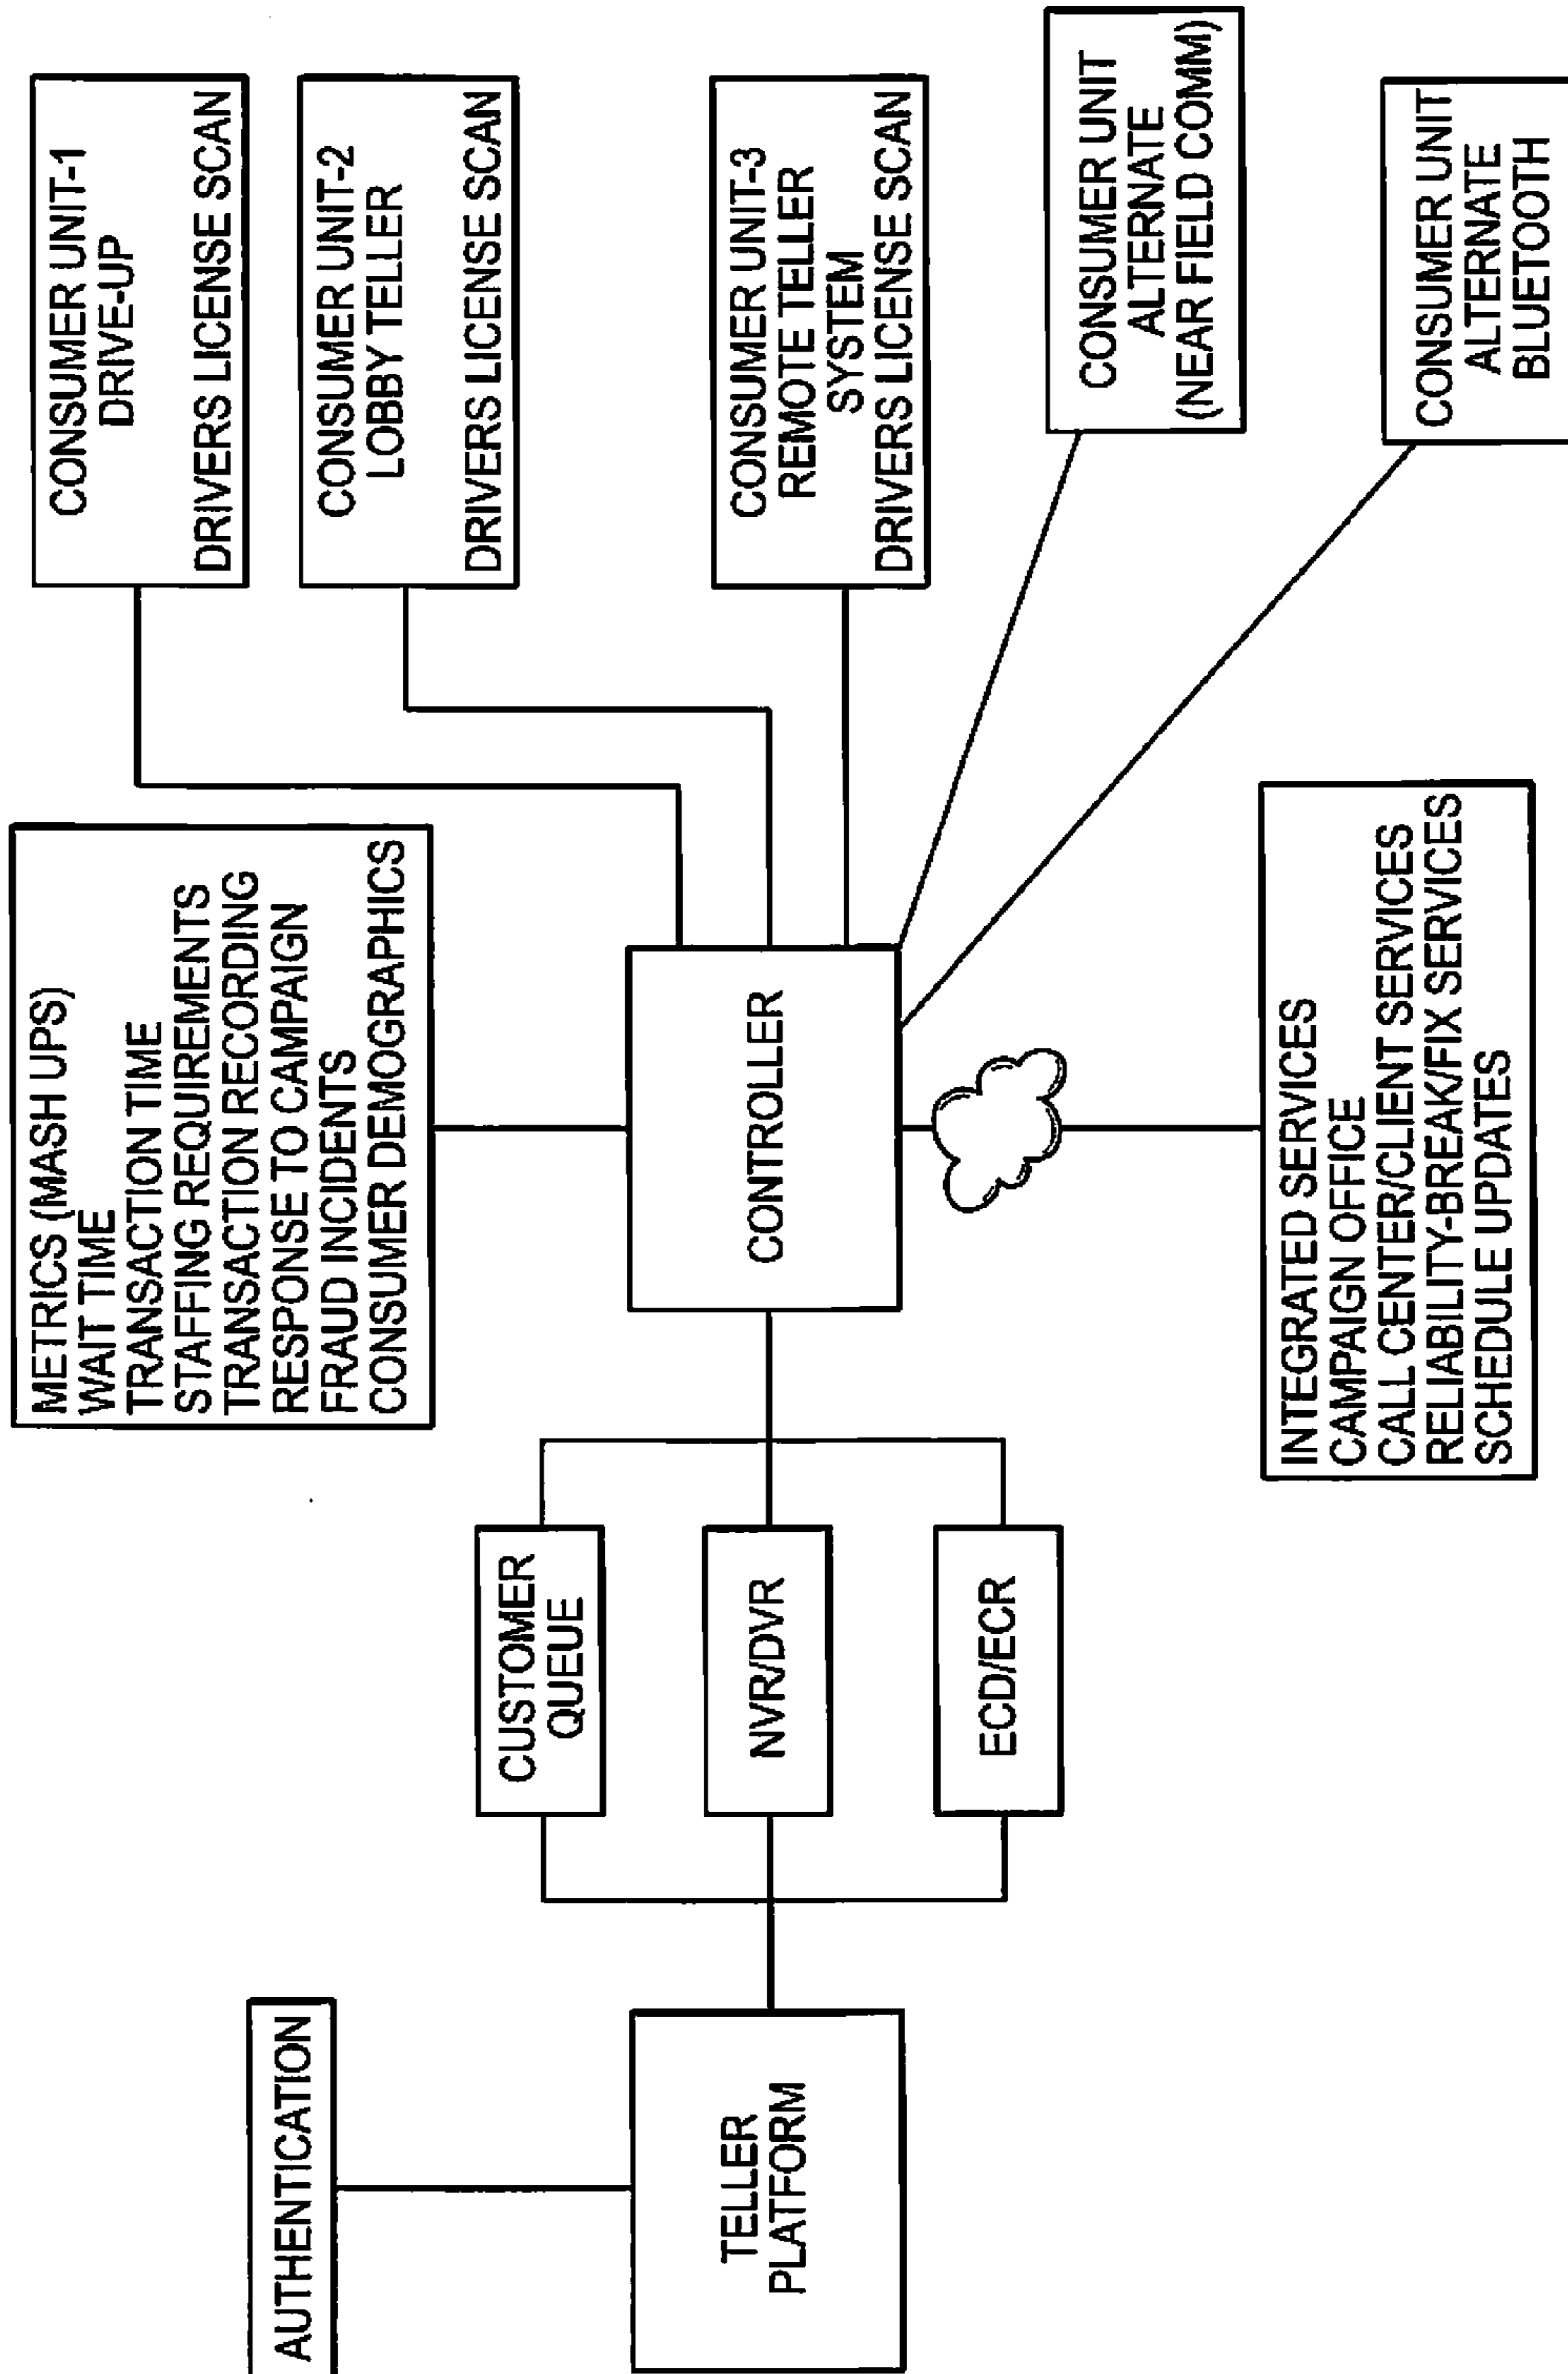 AUTHENTICATION
TELLER
PLATFORM
CUSTOMER
QUEUE
NVR/DVR
ECD/ECR
METRICS (MASH UPS)
WAIT TIME
TRANSACTION TIME
STAFFING REQUIREMENTS
TRANSACTION RECORDING
RESPONSE TO CAMPAIGN
FRAUD INCIDENTS
CONSUMER DEMOGRAPHICS
CONTROLLER
INTEGRATED SERVICES
CAMPAIGN OFFICE
CALL CENTER/CLIENT SERVICES
RELIABILITY-BREAK/FIX SERVICES
SCHEDULE UPDATES
CONSUMER UNIT-1
DRIVE-UP
DRIVERS LICENSE SCAN
CONSUMER UNIT-2
LOBBY TELLER
DRIVERS LICENSE SCAN
CONSUMER UNIT-3
REMOTE TELLER
SYSTEM
DRIVERS LICENSE SCAN
CONSUMER UNIT
ALTERNATE
(NEAR FIELD COMM)
CONSUMER UNIT
ALTERNATE
BLUETOOTH